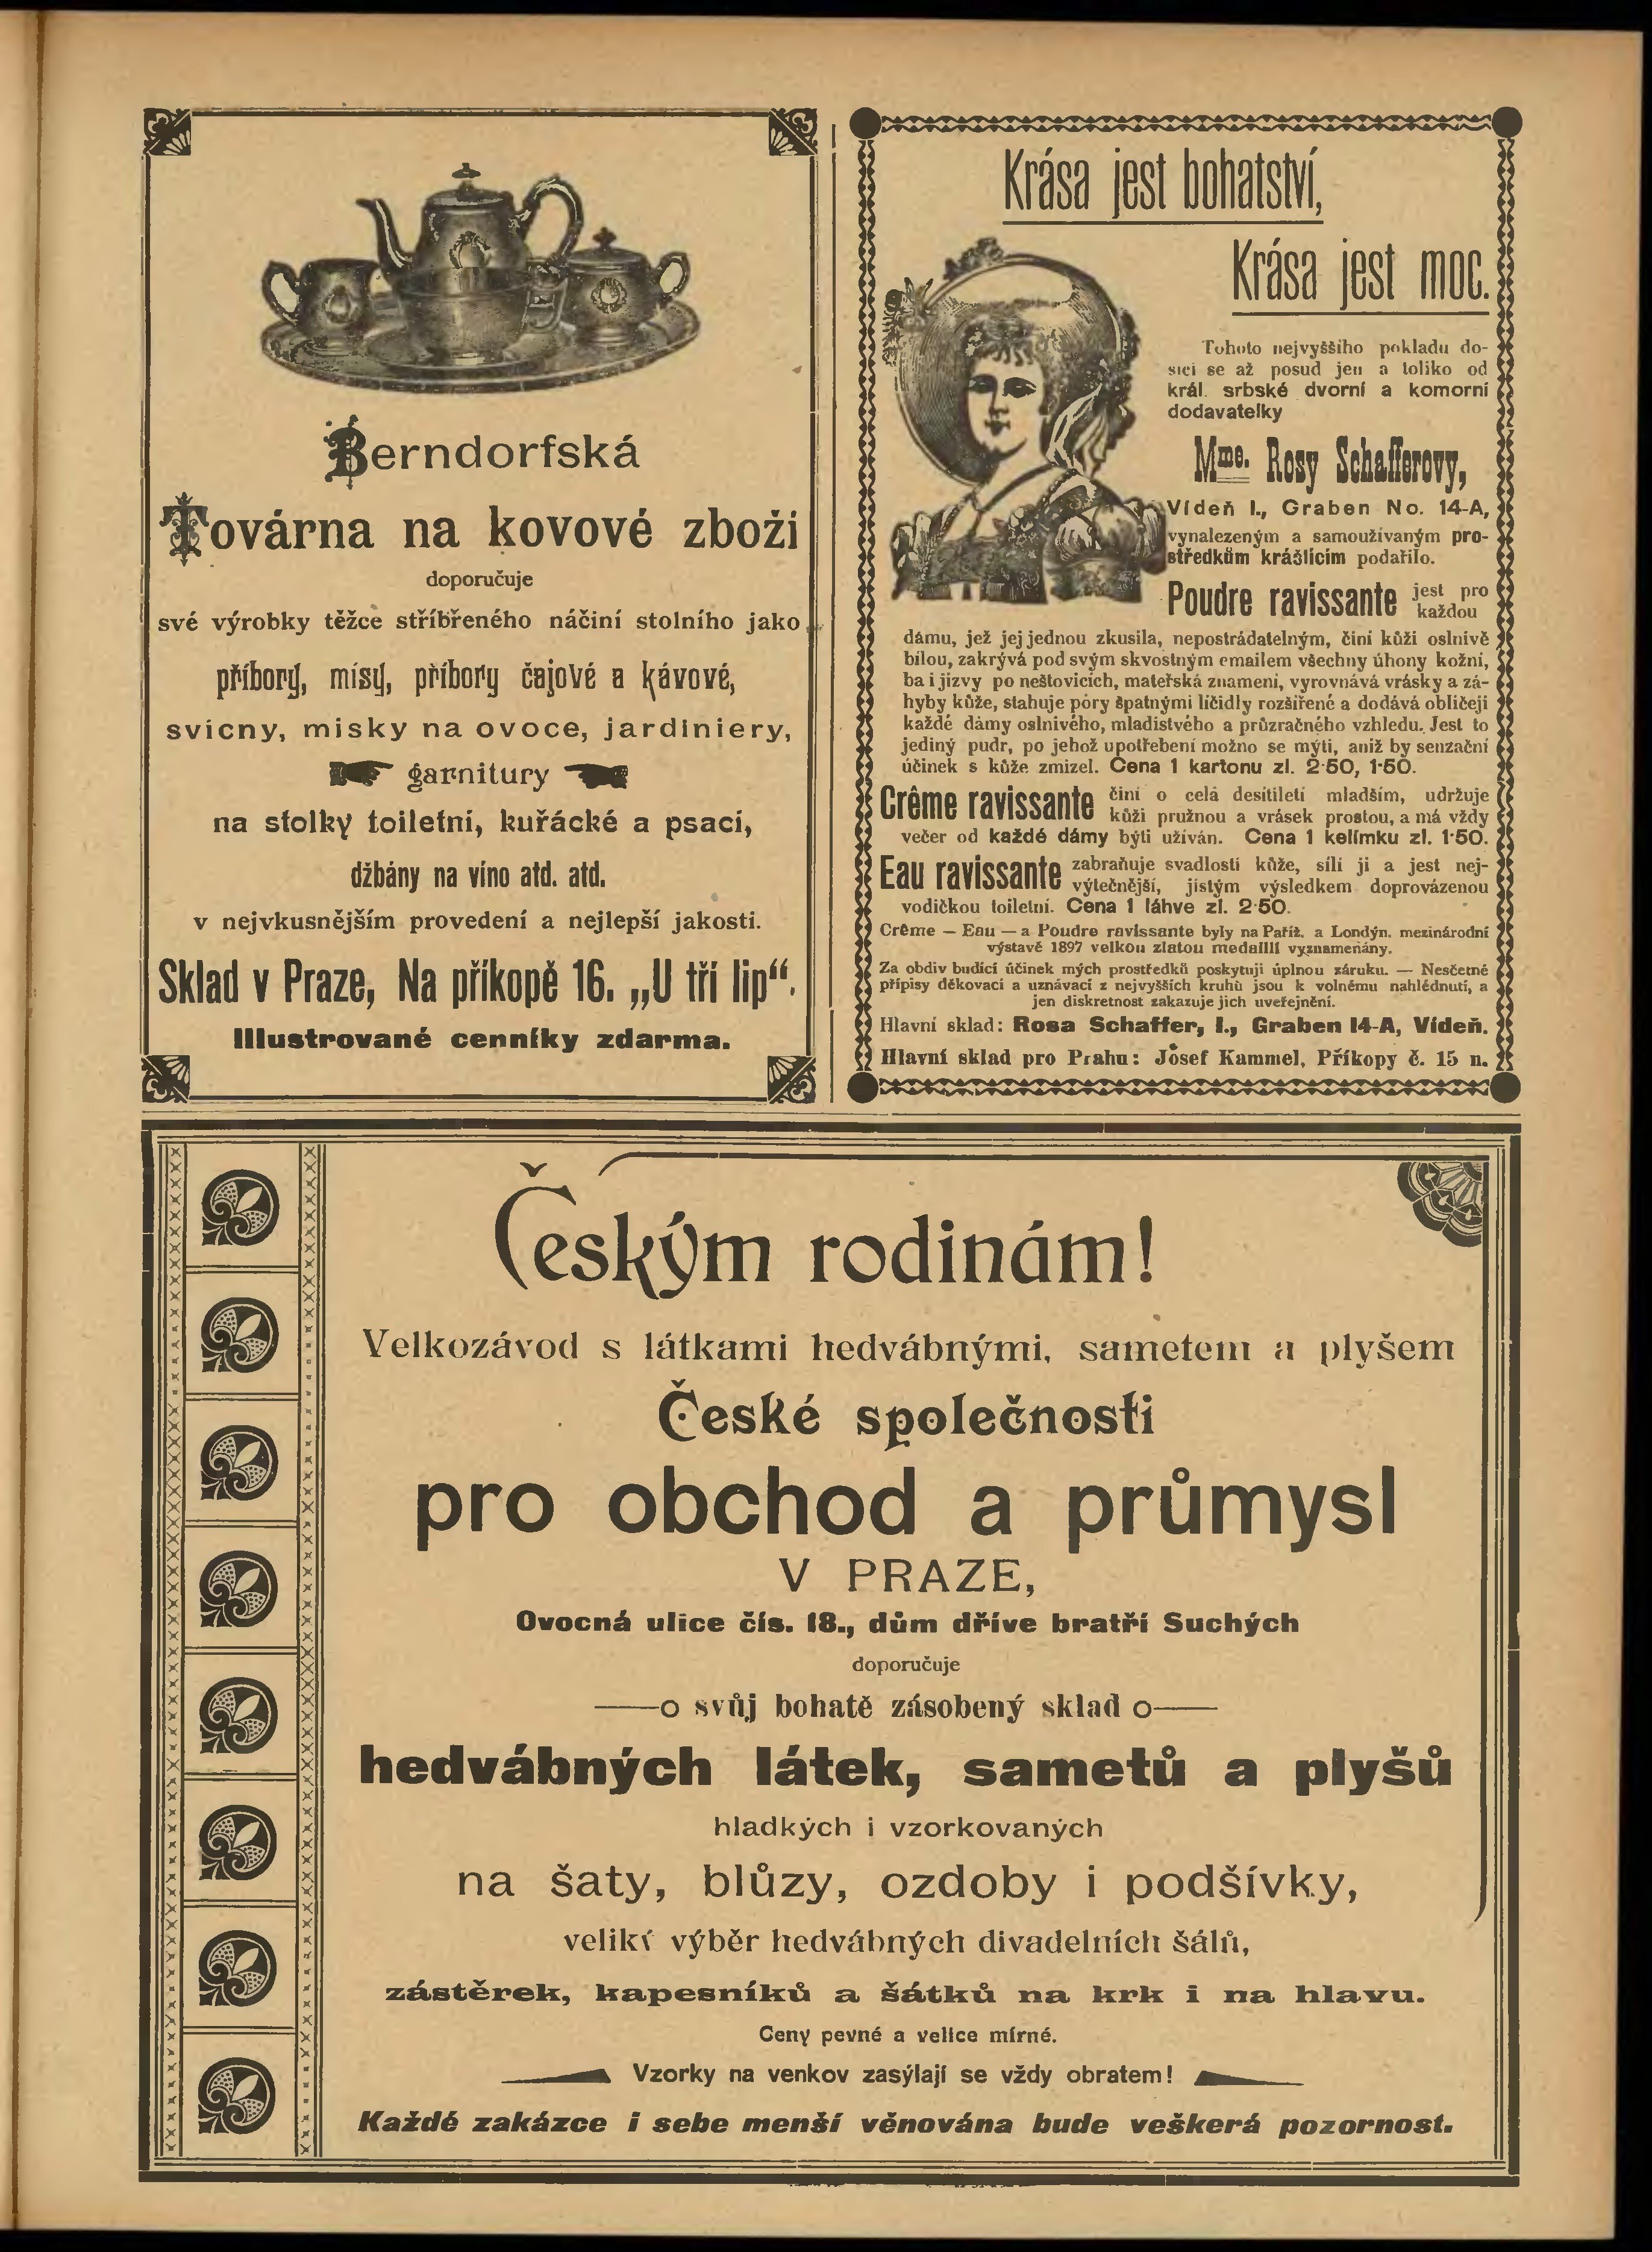 Berndorfská
Továrna na kovové zboží
doporučuje
své výrobky těžce stříbřeného náčiní stolního jako
příbory, mísy, příbory čajové a kávové,
svícny, misky na ovoce, jardiniery,
garnitury
na stolky toiletní, kuřácké a psací,
džbány na víno atd. atd.
v nejvkusnějším provedení a nejlepší jakosti.
Sklad v Praze, Na příkopě 16. „U tří lip“.
Illustrované cenníky zdarma.
Krása jest bohatství,
Krása jest moc.
Tohoto nejvyššího pokladu do-
síci se až posud jen a toliko od
král. srbské dvorní a komorní
dodavatelky
Mme. Rosy Schafferovy,
Vídeň I., Graben No. 14-A,
vynalezeným a samoužívaným pro-
středkům krášlícím podařilo.
Poudre ravissante jest pro
každou
dámu, jež jej jednou zkusila, nepostrádatelným, činí kůži oslnivě
bílou, zakrývá pod svým skvostným emailem všechny úhony kožní,
ba i jizvy po neštovicích, mateřská znamení, vyrovnává vrásky a zá-
hyby kůže, stahuje póry špatnými líčidly rozšířené a dodává obličeji
každé dámy oslnivého, mladistvého a průzračného vzhledu. Jest to
jediný pudr, po jehož upotřebení možno se mýti, aniž by senzační
účinek s kůže zmizel. Cena 1 kartonu zl. 2·50, 1·50.
Crême ravissante činí o celá desítiletí mladším, udržuje
kůži pružnou a vrásek prostou, a má vždy
večer od každé dámy býti užíván. Cena 1 kelímku zl. 1·50.
Eau ravissante zabraňuje svadlosti kůže, sílí ji a jest nej-
výtečnější, jistým výsledkem doprovázenou
vodičkou toiletní. Cena 1 láhve zl. 2·50.
Crême — Eau — a Poudre ravissante byly na Paříž. a Londýn. mezinárodní
výstavě 1897 velkou zlatou medaillí vyznamenány.
Za obdiv budící účinek mých prostředků poskytuji úplnou záruku. — Nesčetné
přípisy děkovací a uznávací z nejvyšších kruhů jsou k volnému nahlédnutí, a
jen diskretnost zakazuje jich uveřejnění.
Hlavní sklad: Rosa Schaffer, I., Graben 14-A, Vídeň.
Hlavní sklad pro Prahu: Josef Kummel, Příkopy č. 15 n.
Českým rodinám!
Velkozávod s látkami hedvábnými, sametem a plyšem
České společnosti
pro obchod a průmysl
V PRAZE,
Ovocná ulice čís. 18., dům dříve bratří Suchých
doporučuje
svůj bohatě zásobený sklad
hedvábných látek, sametů a plyšů
hladkých i vzorkovaných
na šaty, blůzy, ozdoby i podšívky,
veliký výběr hedvábných divadelních šálů,
zástěrek, kapesníků a šátků na krk i na hlavu.
Ceny pevné a velice mírné.
Vzorky na venkov zasýlají se vždy obratem!
Každé zakázce i sebe menší věnována bude veškerá pozornost.